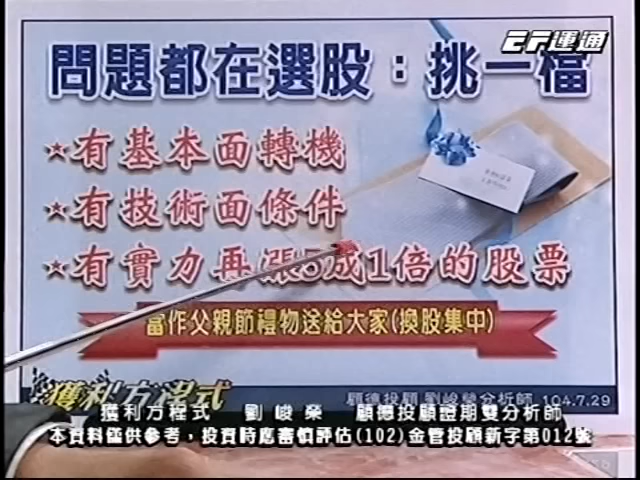 EF運通
問題都在選股：挑一檔
★有基本面轉機
★有技術面條件
★有實力再漲5成1倍的股票
當作父親節禮物送給大家(換股集中)
獲利方程式
顧德投顧 劉峻榮分析師 104.7.29
獲利方程式 劉峻榮 顧德投顧證期雙分析師
本資料僅供參考，投資時應審慎評估(102)金管投顧新字第012號